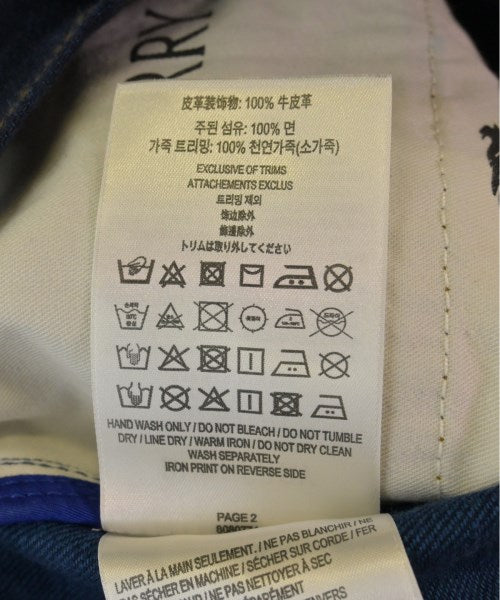 RRY
皮革装饰物: 100% 牛皮革
주된 섬유: 100% 면
가죽 트리밍: 100% 천연가죽(소가죽)
EXCLUSIVE OF TRIMS
ATTACHEMENTS EXCLUS
트리밍 제외
饰边除外
飾邊除外
トリムは取り外してください
HAND WASH ONLY / DO NOT BLEACH / DO NOT TUMBLE
DRY / LINE DRY / WARM IRON / DO NOT DRY CLEAN
WASH SEPARATELY
IRON PRINT ON REVERSE SIDE
PAGE 2
LAVER À LA MAIN SEULEMENT. / NE PAS BLANCHIR / NE
PAS SÉCHER EN MACHINE / SÉCHER SUR CORDE / FER
NE PAS NETTOYER À SEC